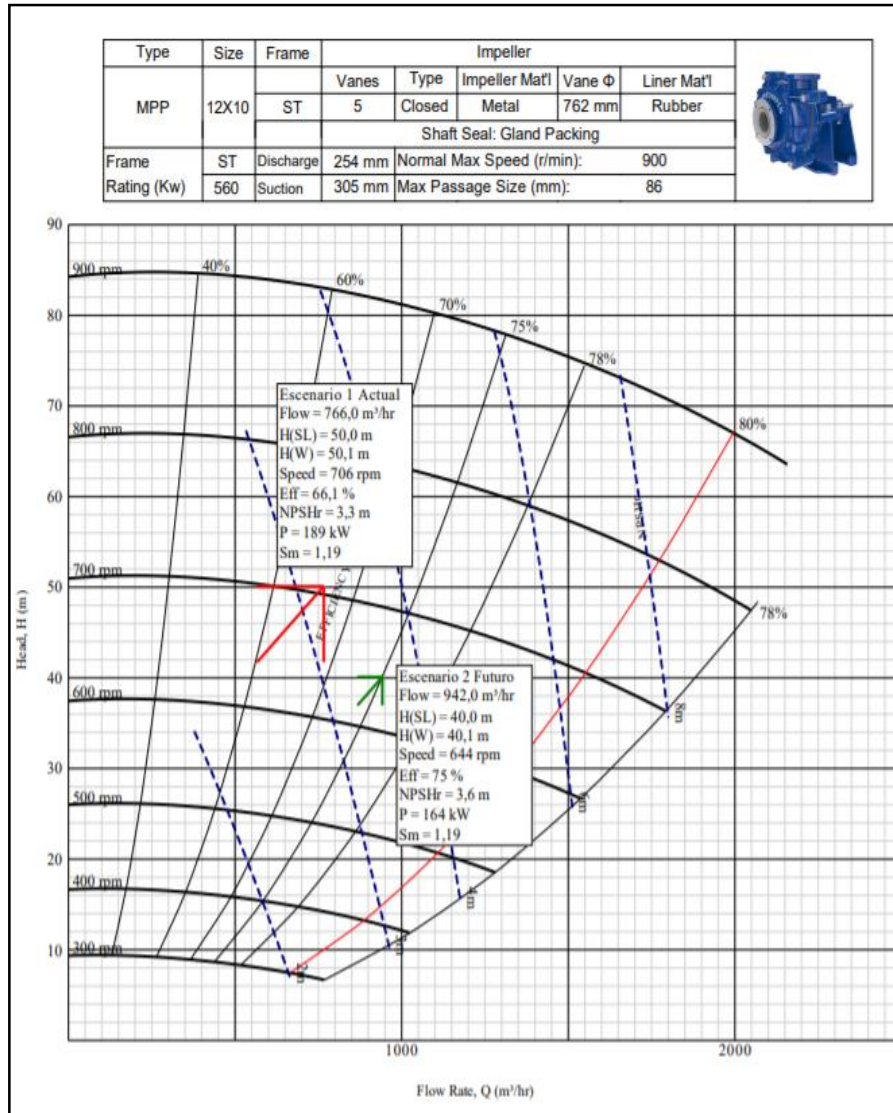 Type Size Frame Impeller
Vanes Type Impeller Mat'l Vane Φ Liner Mat'l
MPP 12X10 ST 5 Closed Metal 762 mm Rubber
Shaft Seal: Gland Packing
Frame ST Discharge 254 mm Normal Max Speed (r/min): 900
Rating (Kw) 560 Suction 305 mm Max Passage Size (mm): 86
90
900 rpm
40%
60%
80
70%
75%
78%
70
Escenario 1 Actual
Flow = 766,0 m³/hr
H(SL) = 50,0 m
H(W) = 50,1 m
Speed = 706 rpm
Eff = 66,1 %
NPSHr = 3,3 m
P = 189 kW
Sm = 1,19
800 rpm
80%
60
700 rpm
50
EFFICIENCY
78%
40
Escenario 2 Futuro
Flow = 942,0 m³/hr
H(SL) = 40,0 m
H(W) = 40,1 m
Speed = 644 rpm
Eff = 75 %
NPSHr = 3,6 m
P = 164 kW
Sm = 1,19
600 rpm
8m
30
500 rpm
20
400 rpm
4m
10
300 rpm
2m
Head, H (m)
1000
2000
Flow Rate, Q (m³/hr)